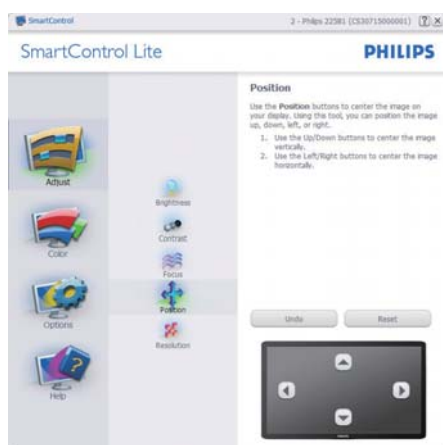 SmartControl
2 - Philips 22581 (CS30715000001)
SmartControl Lite
PHILIPS
Position
Use the Position buttons to center the image on
your display. Using this tool, you can position the image
up, down, left, or right.
1. Use the Up/Down buttons to center the image
vertically.
2. Use the Left/Right buttons to center the image
horizontally.
Adjust
Color
Options
Help
Brightness
Contrast
Focus
Position
Resolution
Undo
Reset